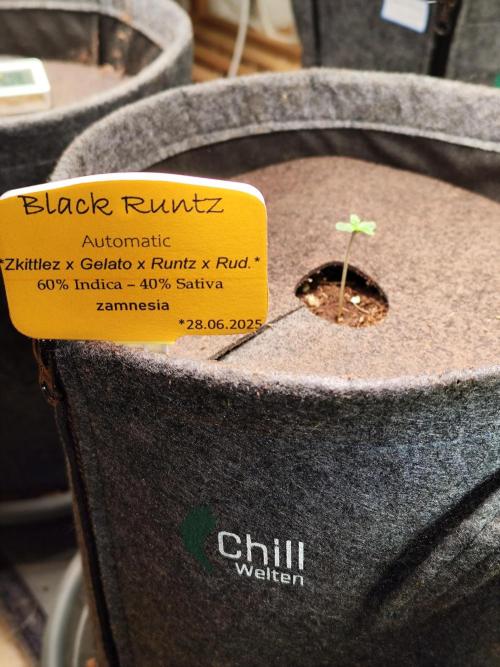 Black Runtz
Automatic
*Zkittlez x Gelato x Runtz x Rud.*
60% Indica – 40% Sativa
zamnesia
*28.06.2025
Chill
Welten